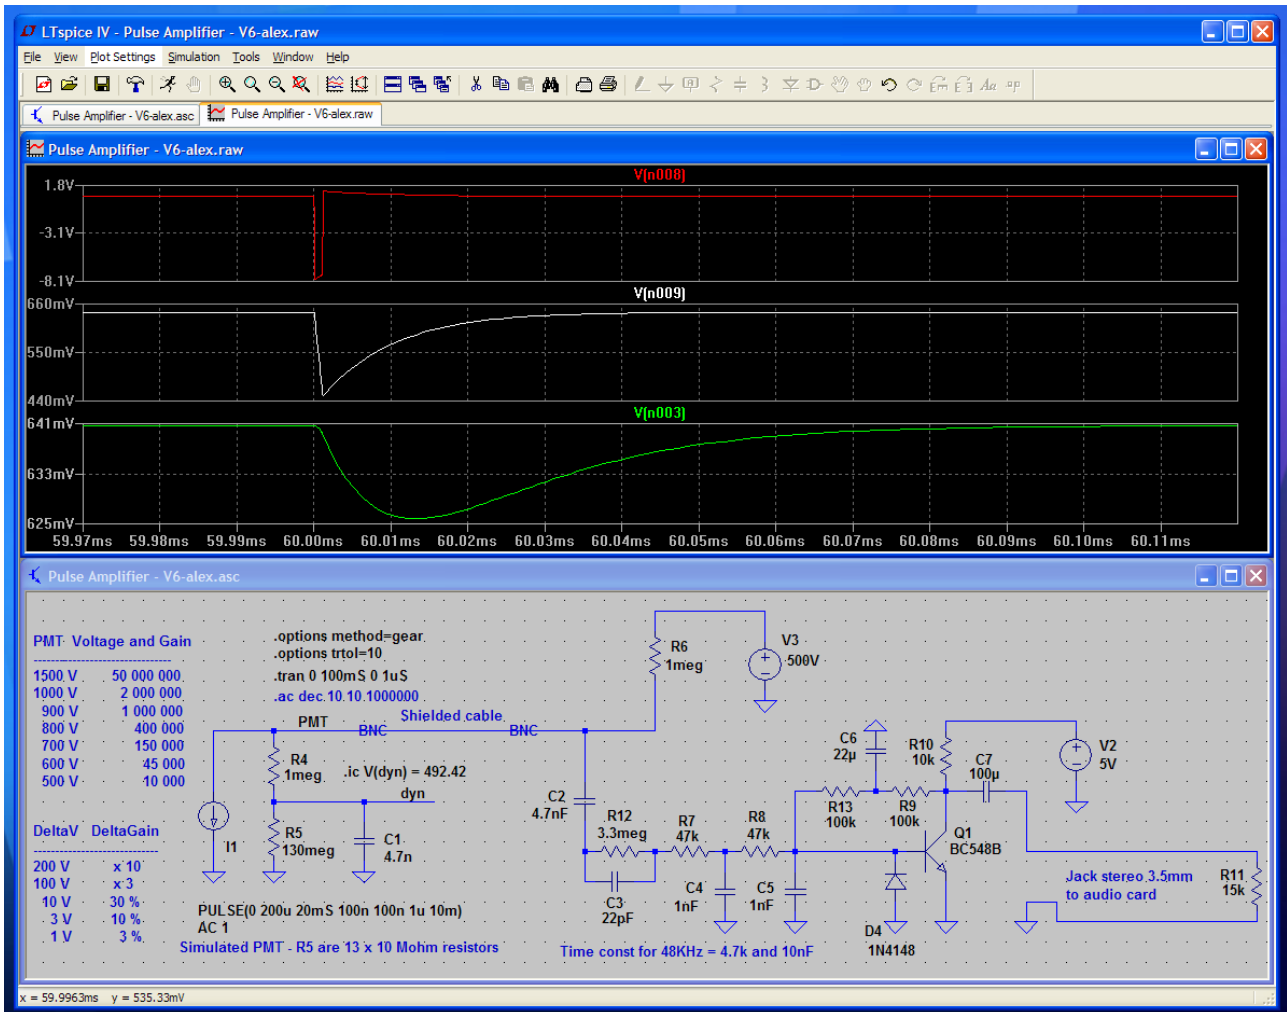 LTspice IV - Pulse Amplifier - V6-alex.raw
File View Plot Settings Simulation Tools Window Help
Pulse Amplifier - V6-alex.asc Pulse Amplifier - V6-alex.raw
Pulse Amplifier - V6-alex.raw
V(n008)
1.8V
-3.1V
-8.1V
V(n009)
660mV
550mV
440mV
V(n003)
641mV
633mV
625mV
59.97ms 59.98ms 59.99ms 60.00ms 60.01ms 60.02ms 60.03ms 60.04ms 60.05ms 60.06ms 60.07ms 60.08ms 60.09ms 60.10ms 60.11ms
Pulse Amplifier - V6-alex.asc
PMT Voltage and Gain
1500 V 50 000 000
1000 V 2 000 000
900 V 1 000 000
800 V 400 000
700 V 150 000
600 V 45 000
500 V 10 000
DeltaV DeltaGain
200 V x 10
100 V x 3
10 V 30 %
3 V 10 %
1 V 3 %
.options method=gear
.options trtol=10
.tran 0 100mS 0 1uS
.ac dec 10 10 1000000
PMT
BNC
Shielded cable
BNC
R4
1meg
.ic V(dyn) = 492.42
dyn
I1
R5
130meg
C1
4.7n
PULSE(0 200u 20mS 100n 100n 1u 10m)
AC 1
Simulated PMT - R5 are 13 x 10 Mohm resistors
R6
1meg
V3
500V
C2
4.7nF
R12
3.3meg
C3
22pF
R7
47k
R8
47k
C4
1nF
C5
1nF
Time const for 48KHz = 4.7k and 10nF
C6
22µ
R13
100k
R9
100k
R10
10k
C7
100µ
V2
5V
Q1
BC548B
D4
1N4148
Jack stereo 3.5mm
to audio card
R11
15k
x = 59.9963ms y = 535.33mV